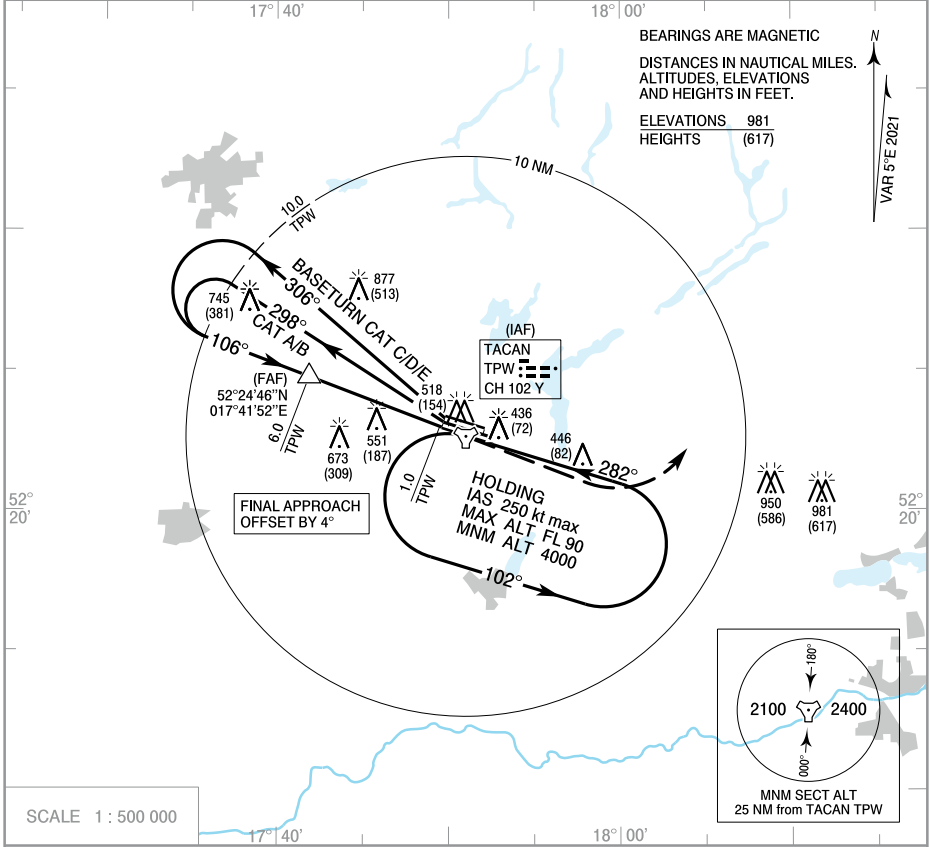 17°40'
18°00'
BEARINGS ARE MAGNETIC
DISTANCES IN NAUTICAL MILES.
ALTITUDES, ELEVATIONS
AND HEIGHTS IN FEET.
ELEVATIONS 981
HEIGHTS (617)
N
VAR 5°E 2021
10 NM
10.0
TPW
BASETURN CAT C/D/E
306°
877
(513)
745
(381)
298°
CAT A/B
106°
(FAF)
52°24'46"N
017°41'52"E
6.0
TPW
(IAF)
TACAN
TPW
CH 102 Y
518
(154)
436
(72)
551
(187)
673
(309)
446
(82)
282°
1.0
TPW
HOLDING
IAS 250 kt max
MAX ALT FL 90
MNM ALT 4000
102°
FINAL APPROACH
OFFSET BY 4°
950
(586)
981
(617)
52°
20'
52°
20'
180°
2100
2400
000°
MNM SECT ALT
25 NM from TACAN TPW
SCALE 1 : 500 000
17°40'
18°00'